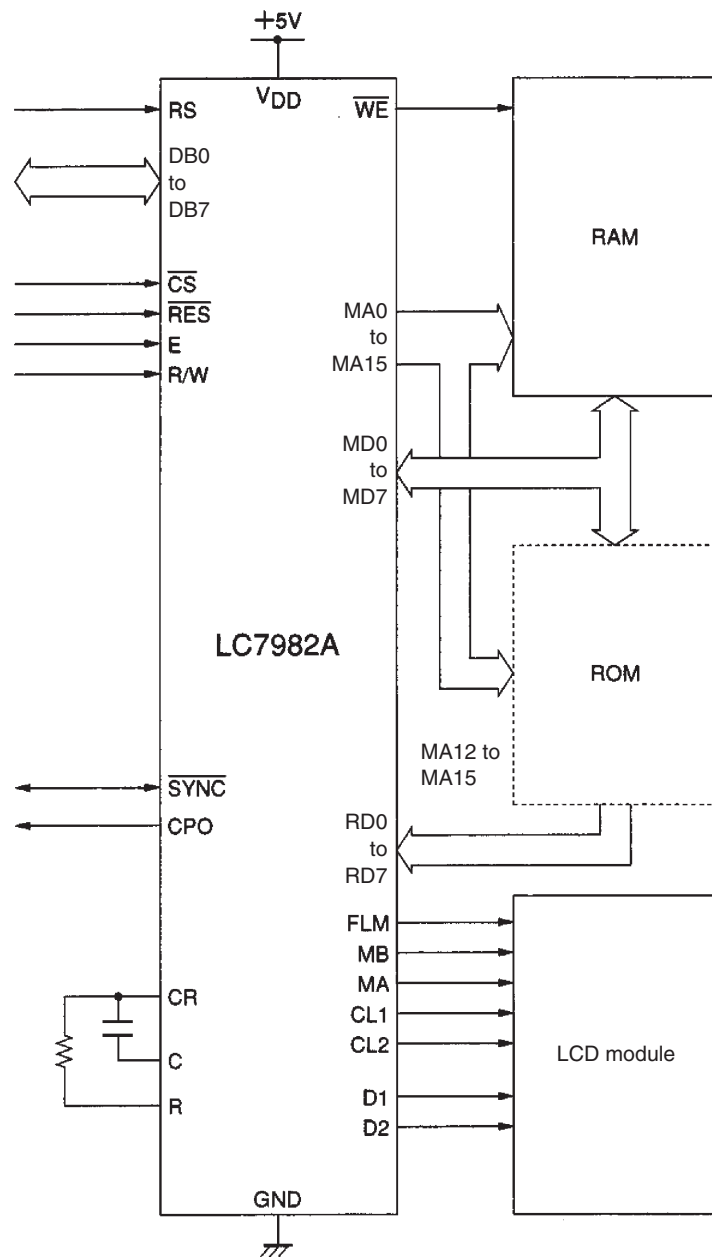 +5V
VDD
RS
WE
DB0
to
DB7
RAM
CS
RES
E
R/W
MA0
to
MA15
MD0
to
MD7
LC7982A
ROM
MA12 to
MA15
SYNC
CPO
RD0
to
RD7
FLM
MB
MA
CL1
CL2
D1
D2
LCD module
CR
C
R
GND